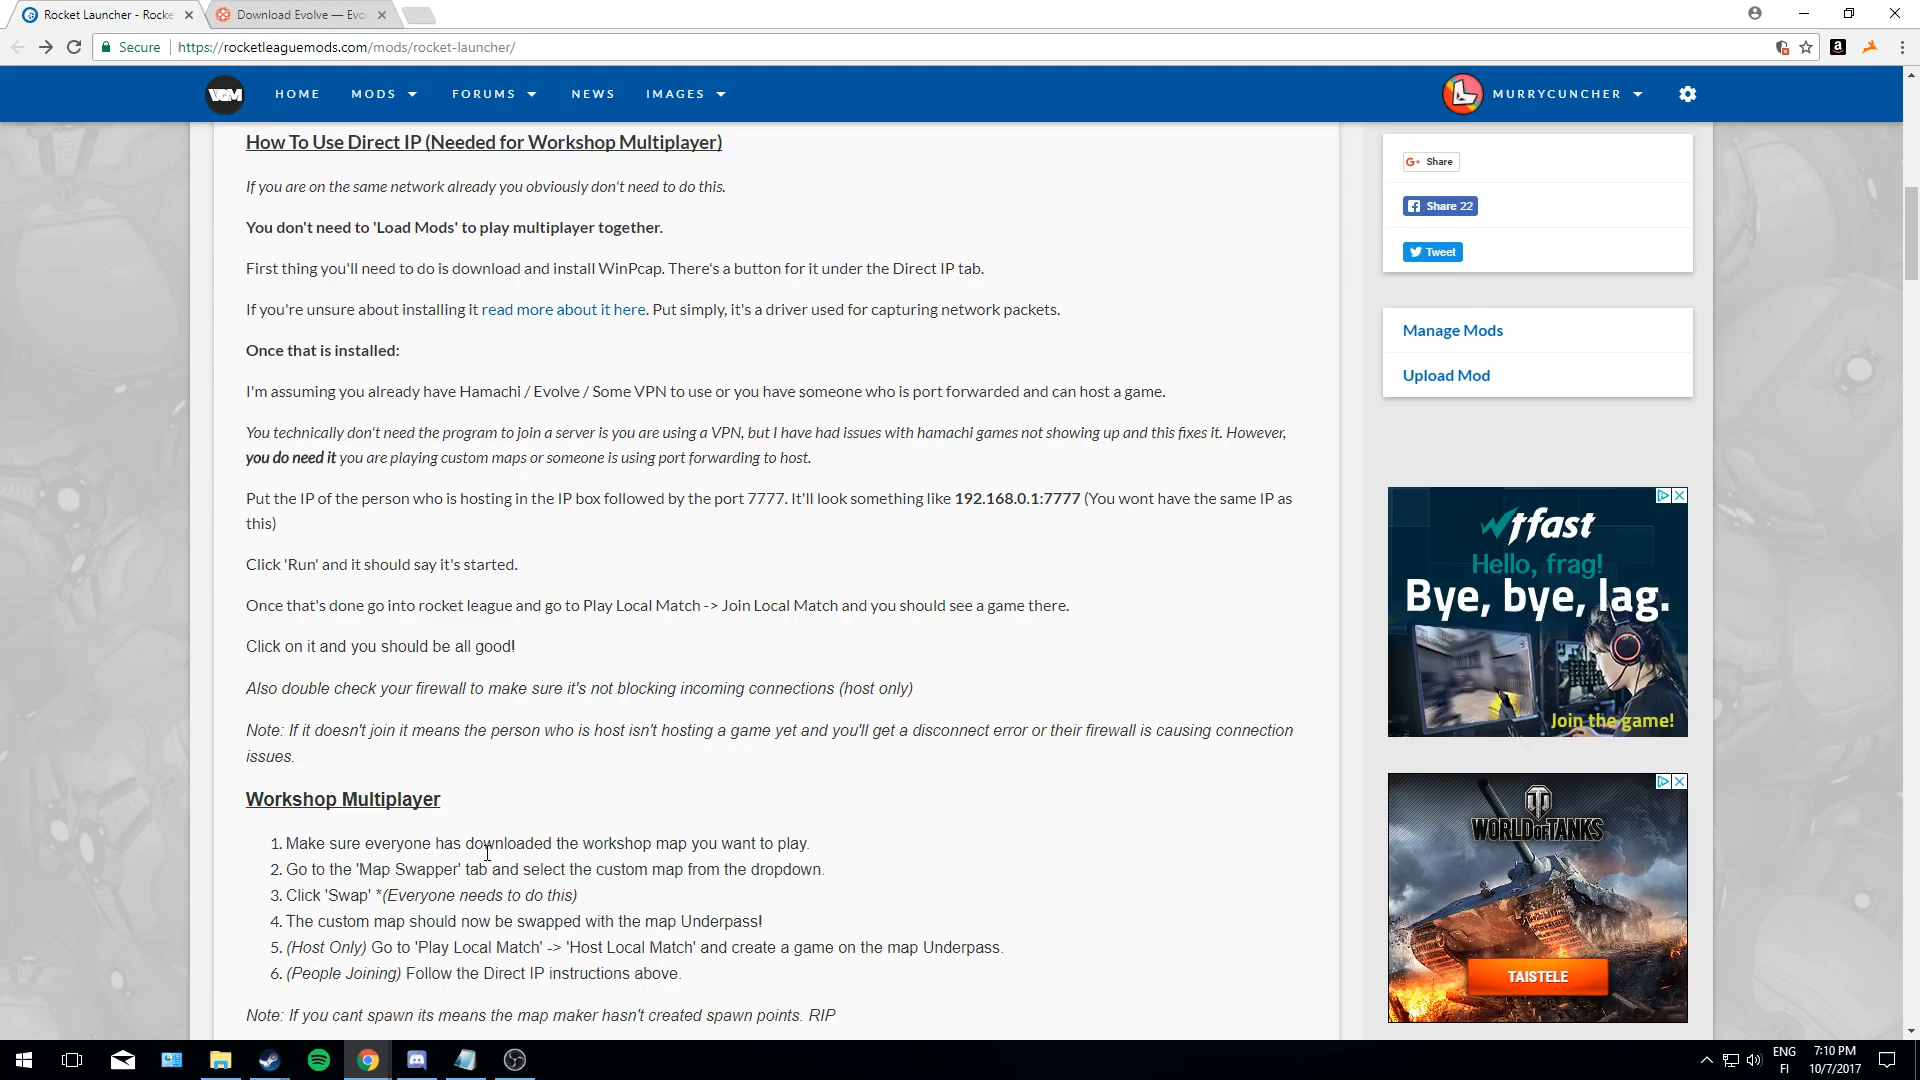 Rocket Launcher - Rocke
Download Evolve — Evo
Secure
https://rocketleaguemods.com/mods/rocket-launcher/
HOME
MODS
FORUMS
NEWS
IMAGES
MURRYCUNCHER
How To Use Direct IP (Needed for Workshop Multiplayer)
If you are on the same network already you obviously don't need to do this.
You don't need to 'Load Mods' to play multiplayer together.
First thing you'll need to do is download and install WinPcap. There's a button for it under the Direct IP tab.
If you're unsure about installing it read more about it here. Put simply, it's a driver used for capturing network packets.
Once that is installed:
I'm assuming you already have Hamachi / Evolve / Some VPN to use or you have someone who is port forwarded and can host a game.
You technically don't need the program to join a server is you are using a VPN, but I have had issues with hamachi games not showing up and this fixes it. However,
you do need it you are playing custom maps or someone is using port forwarding to host.
Put the IP of the person who is hosting in the IP box followed by the port 7777. It'll look something like 192.168.0.1:7777 (You wont have the same IP as
this)
Click 'Run' and it should say it's started.
Once that's done go into rocket league and go to Play Local Match -> Join Local Match and you should see a game there.
Click on it and you should be all good!
Also double check your firewall to make sure it's not blocking incoming connections (host only)
Note: If it doesn't join it means the person who is host isn't hosting a game yet and you'll get a disconnect error or their firewall is causing connection
issues.
Workshop Multiplayer
1. Make sure everyone has downloaded the workshop map you want to play.
2. Go to the 'Map Swapper' tab and select the custom map from the dropdown.
3. Click 'Swap' *(Everyone needs to do this)
4. The custom map should now be swapped with the map Underpass!
5. (Host Only) Go to 'Play Local Match' -> 'Host Local Match' and create a game on the map Underpass.
6. (People Joining) Follow the Direct IP instructions above.
Note: If you cant spawn its means the map maker hasn't created spawn points. RIP
G+ Share
Share 22
Tweet
Manage Mods
Upload Mod
wtfast
Hello, frag!
Bye, bye, lag.
Join the game!
WORLD OF TANKS
TAISTELE
ENG
FI
7:10 PM
10/7/2017